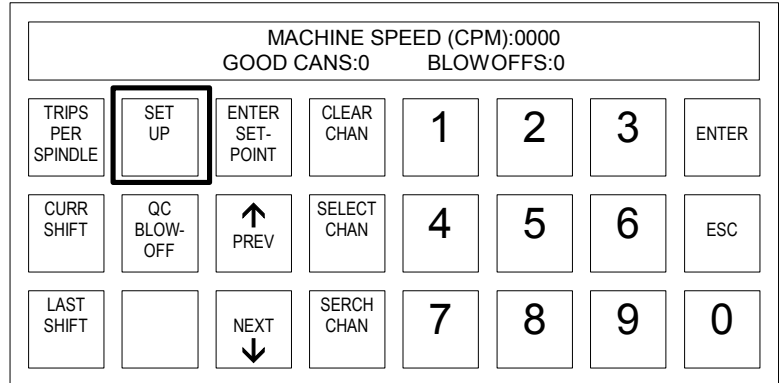 MACHINE SPEED (CPM):0000
GOOD CANS:0 BLOWOFFS:0
TRIPS
PER
SPINDLE
SET
UP
ENTER
SET-
POINT
CLEAR
CHAN
1
2
3
ENTER
CURR
SHIFT
QC
BLOW-
OFF
PREV
SELECT
CHAN
4
5
6
ESC
LAST
SHIFT
NEXT
SERCH
CHAN
7
8
9
0